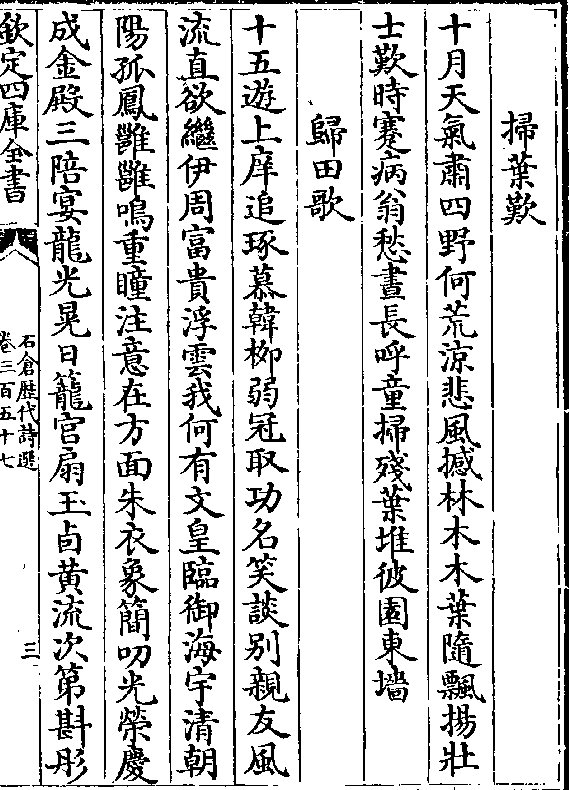 掃葉歎
十月天氣肅四野何荒涼悲風撼林木木葉隨飄揚壯
士歎時蹇病翁愁晝長呼童掃殘葉堆彼園東墻
歸田歌
十五遊上庠追琢慕韓柳弱冠取功名笑談別親友風
流直欲繼伊周富貴浮雲我何有文皇臨御海宇清朝
陽孤鳳雝雝鳴重瞳注意在方面朱衣象簡叨光榮慶
成金殿三陪宴龍光晃日籠宫扇玉卣黄流次第斟彤
欽定四庫全書
石倉歴代詩選
卷三百五十七
三